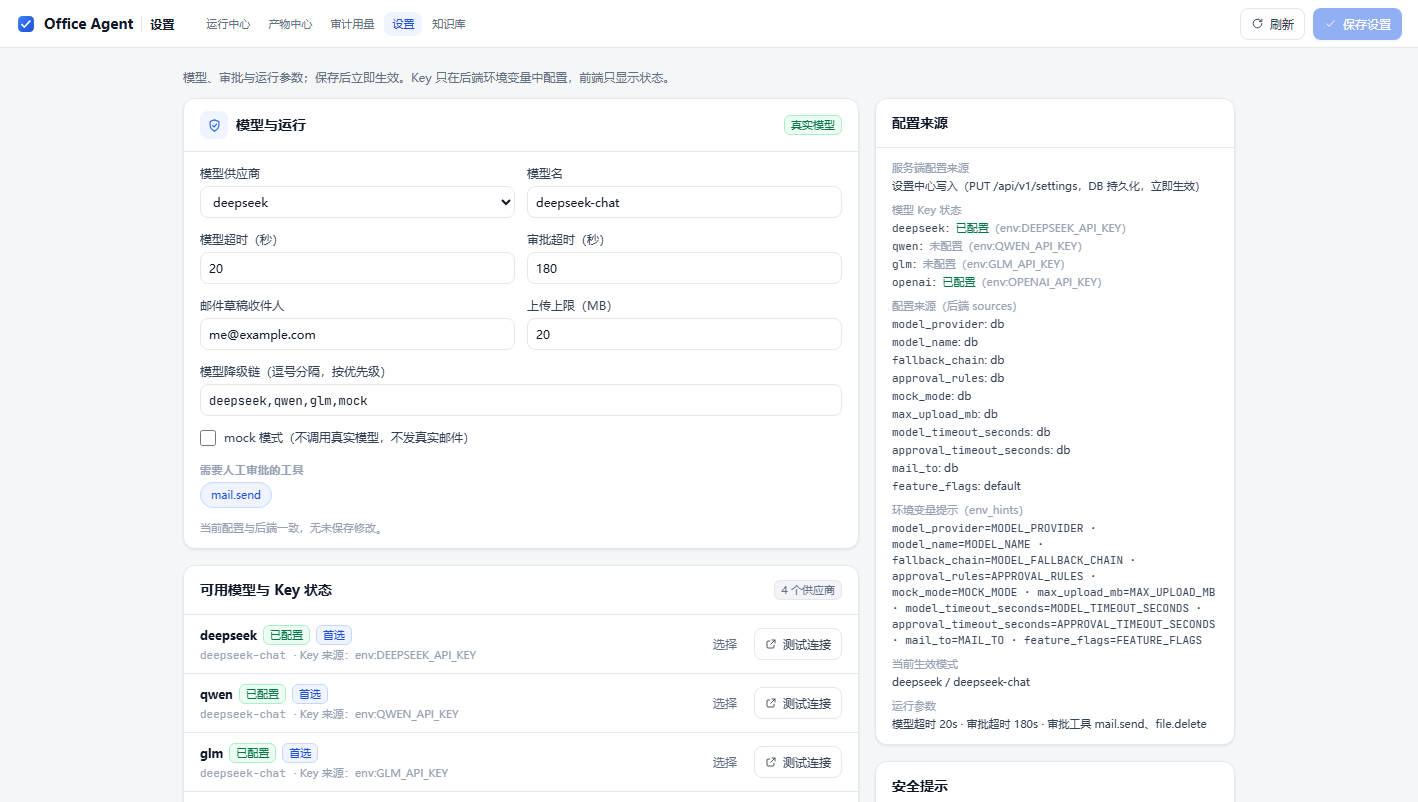 Office Agent 设置 运行中心 产物中心 审计用量 设置 知识库 刷新 保存设置
模型、审批与运行参数；保存后立即生效。Key 只在后端环境变量中配置，前端只显示状态。
模型与运行 真实模型
模型供应商 模型名
deepseek deepseek-chat
模型超时（秒） 审批超时（秒）
20 180
邮件草稿收件人 上传上限（MB）
me@example.com 20
模型降级链（逗号分隔，按优先级）
deepseek,qwen,glm,mock
mock 模式（不调用真实模型，不发真实邮件）
需要人工审批的工具
mail.send
当前配置与后端一致，无未保存修改。
可用模型与 Key 状态 4 个供应商
deepseek 已配置 首选 选择 测试连接
deepseek-chat · Key 来源：env:DEEPSEEK_API_KEY
qwen 已配置 首选 选择 测试连接
deepseek-chat · Key 来源：env:QWEN_API_KEY
glm 已配置 首选 选择 测试连接
deepseek-chat · Key 来源：env:GLM_API_KEY
配置来源
服务端配置来源
设置中心写入（PUT /api/v1/settings，DB 持久化，立即生效）
模型 Key 状态
deepseek: 已配置（env:DEEPSEEK_API_KEY）
qwen: 未配置（env:QWEN_API_KEY）
glm: 未配置（env:GLM_API_KEY）
openai: 已配置（env:OPENAI_API_KEY）
配置来源（后端 sources）
model_provider: db
model_name: db
fallback_chain: db
approval_rules: db
mock_mode: db
max_upload_mb: db
model_timeout_seconds: db
approval_timeout_seconds: db
mail_to: db
feature_flags: default
环境变量提示（env_hints）
model_provider=MODEL_PROVIDER ·
model_name=MODEL_NAME ·
fallback_chain=MODEL_FALLBACK_CHAIN ·
approval_rules=APPROVAL_RULES ·
mock_mode=MOCK_MODE · max_upload_mb=MAX_UPLOAD_MB
· model_timeout_seconds=MODEL_TIMEOUT_SECONDS ·
approval_timeout_seconds=APPROVAL_TIMEOUT_SECONDS
· mail_to=MAIL_TO · feature_flags=FEATURE_FLAGS
当前生效模式
deepseek / deepseek-chat
运行参数
模型超时 20s · 审批超时 180s · 审批工具 mail.send、file.delete
安全提示